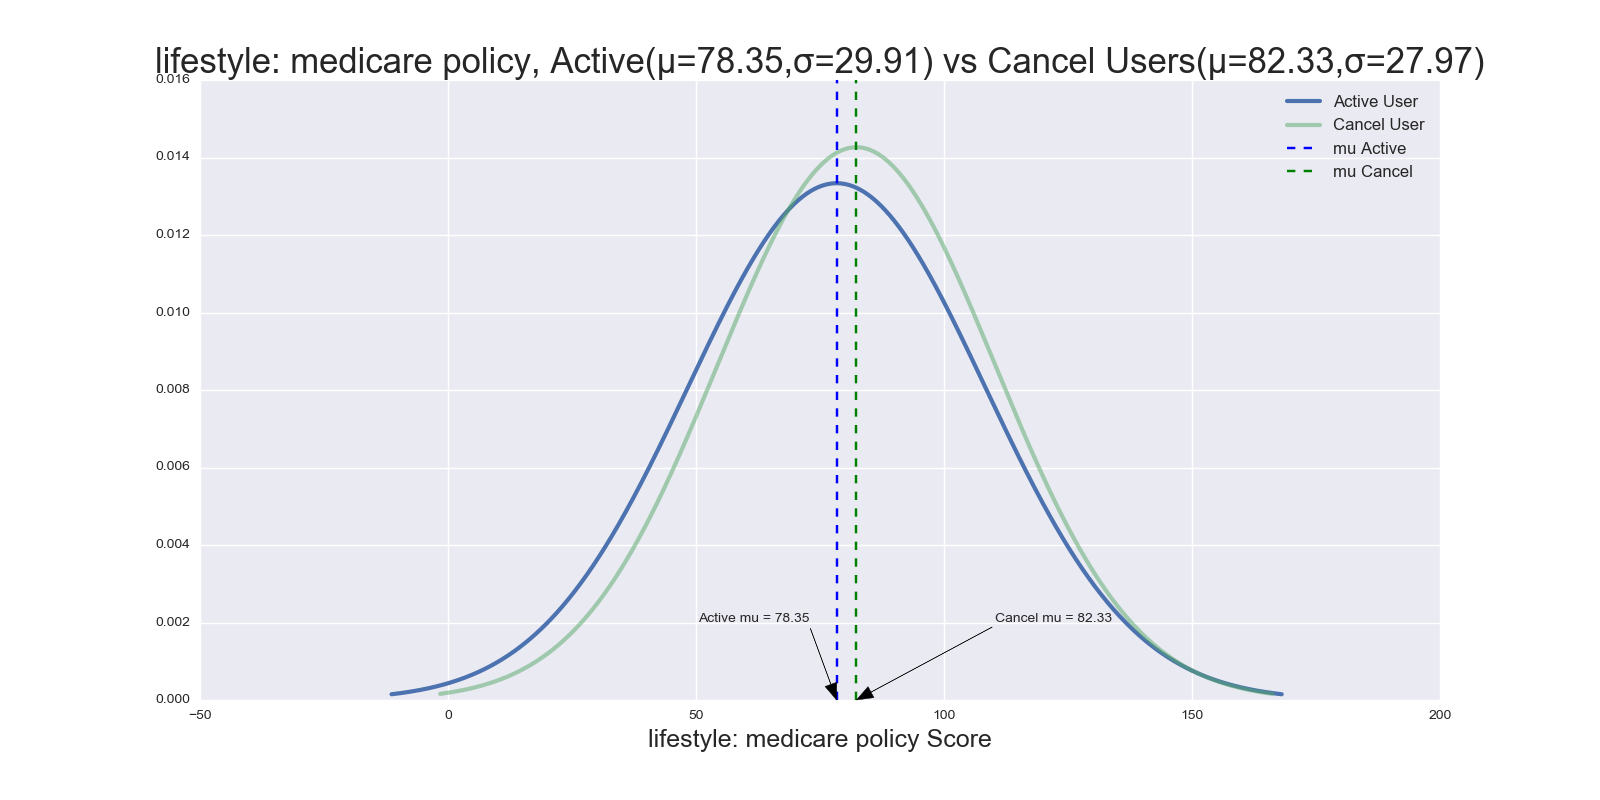 lifestyle: medicare policy, Active(μ=78.35,σ=29.91) vs Cancel Users(μ=82.33,σ=27.97)
0.016
0.014
0.012
0.010
0.008
0.006
0.004
0.002
0.000
Active User
Cancel User
mu Active
mu Cancel
Active mu = 78.35
Cancel mu = 82.33
−50
0
50
100
150
200
lifestyle: medicare policy Score